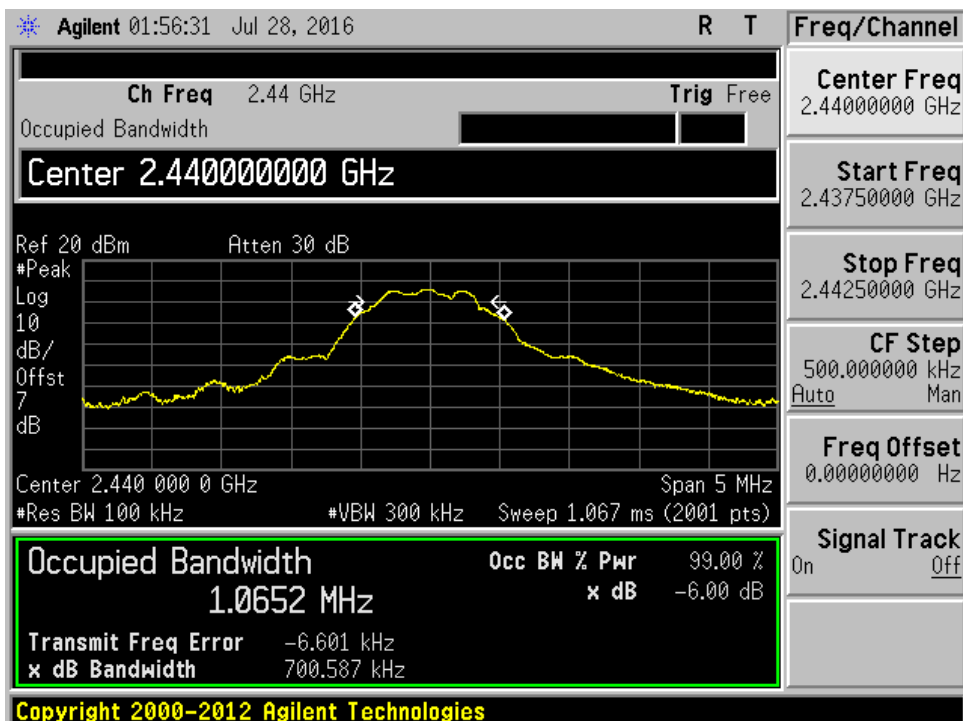 Agilent 01:56:31 Jul 28, 2016 R T
Ch Freq 2.44 GHz Trig Free
Occupied Bandwidth
Center 2.440000000 GHz
Ref 20 dBm Atten 30 dB
#Peak
Log
10
dB/
Offst
7
dB
Center 2.440 000 0 GHz Span 5 MHz
#Res BW 100 kHz #VBW 300 kHz Sweep 1.067 ms (2001 pts)
Occupied Bandwidth
1.0652 MHz
Occ BW % Pwr 99.00 %
x dB -6.00 dB
Transmit Freq Error -6.601 kHz
x dB Bandwidth 700.587 kHz
Copyright 2000-2012 Agilent Technologies
Freq/Channel
Center Freq
2.44000000 GHz
Start Freq
2.43750000 GHz
Stop Freq
2.44250000 GHz
CF Step
500.000000 kHz
Auto Man
Freq Offset
0.00000000 Hz
Signal Track
On Off